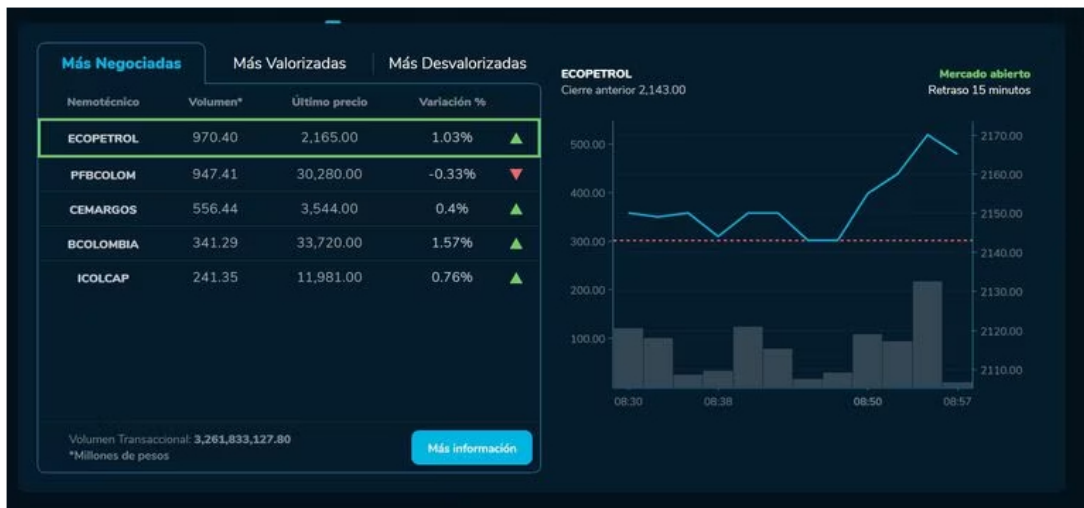 Más Negociadas
Más Valorizadas
Más Desvalorizadas
Nemotécnico Volumen* Último precio Variación %
ECOPETROL 970.40 2,165.00 1.03%
PFBCOLOM 947.41 30,280.00 -0.33%
CEMARGOS 556.44 3,544.00 0.4%
BCOLOMBIA 341.29 33,720.00 1.57%
ICOLCAP 241.35 11,981.00 0.76%
Volumen Transaccional: 3,261,833,127.80
*Millones de pesos
Más información
ECOPETROL
Cierre anterior 2,143.00
Mercado abierto
Retraso 15 minutos
500.00
400.00
300.00
200.00
100.00
2170.00
2160.00
2150.00
2140.00
2130.00
2120.00
2110.00
08:30 08:38 08:50 08:57